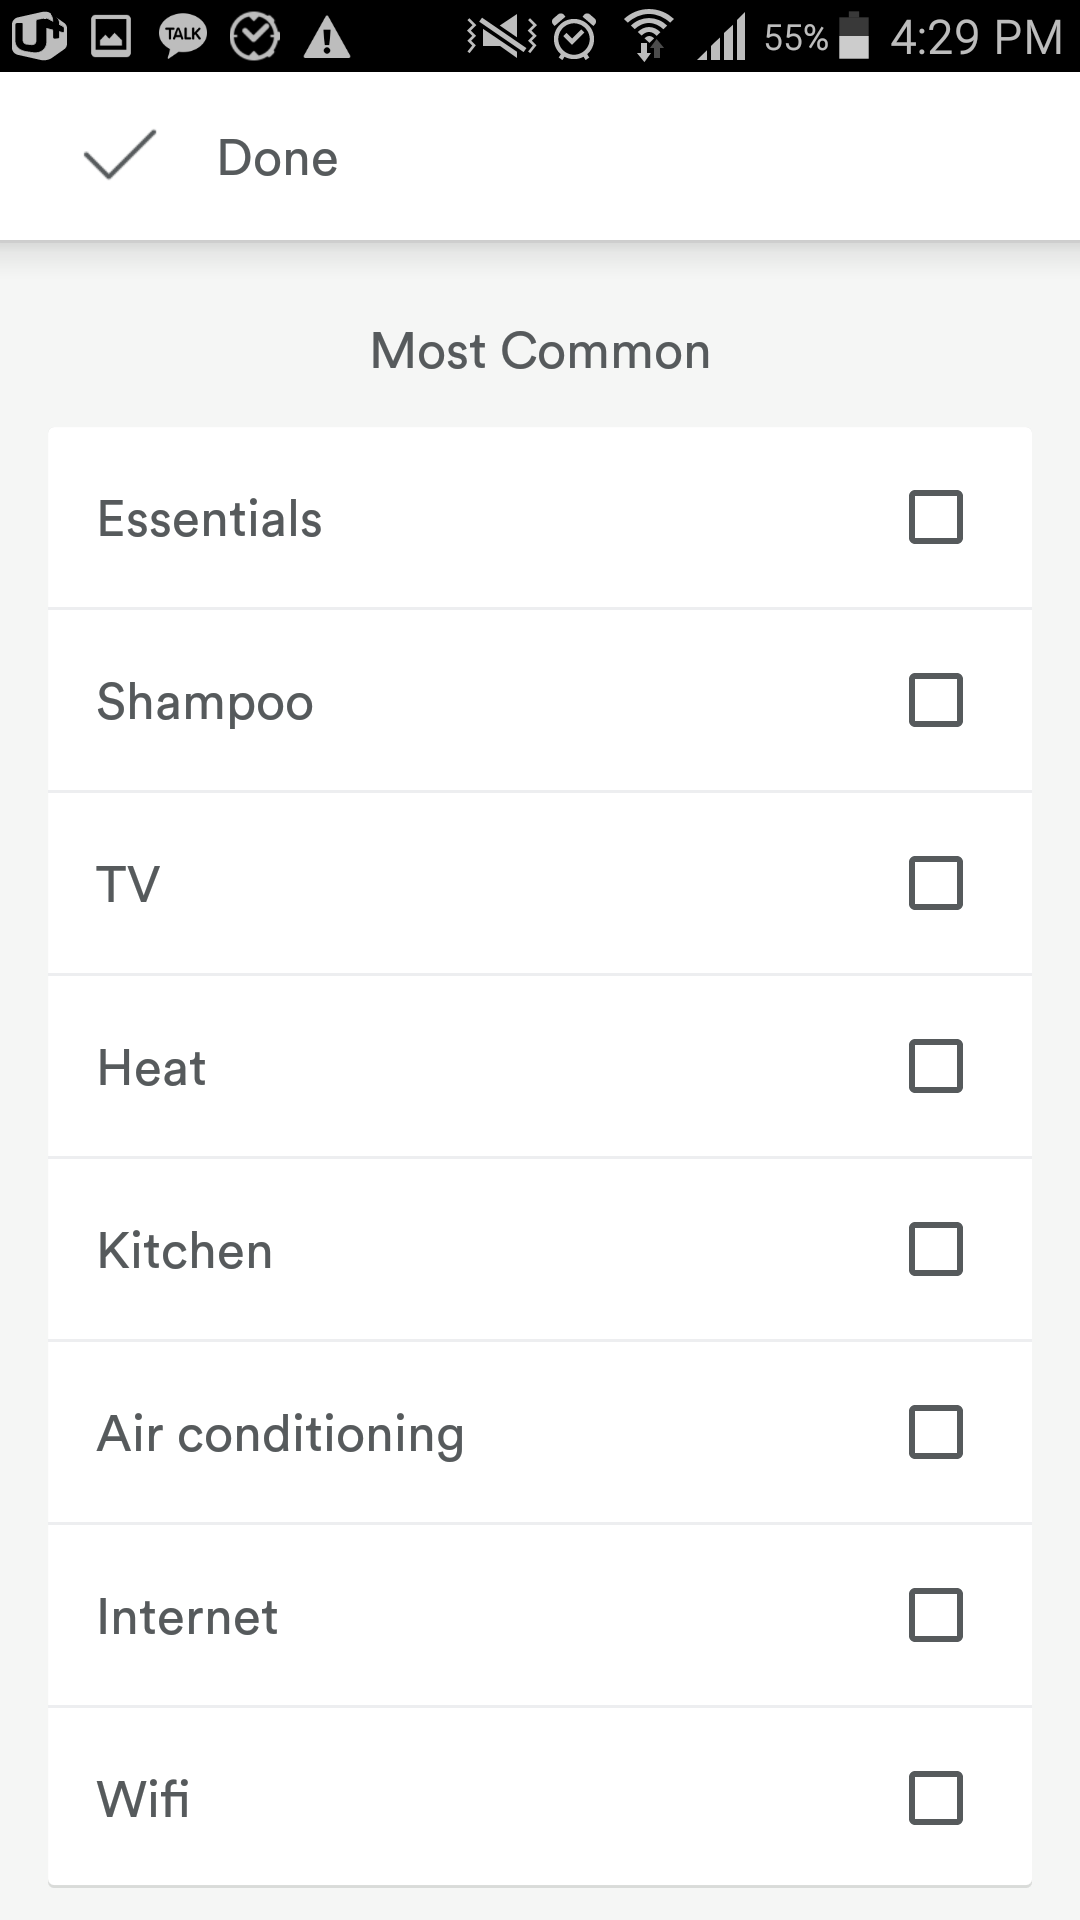 TALK 55% 4:29 PM
Done
Most Common
Essentials
Shampoo
TV
Heat
Kitchen
Air conditioning
Internet
Wifi